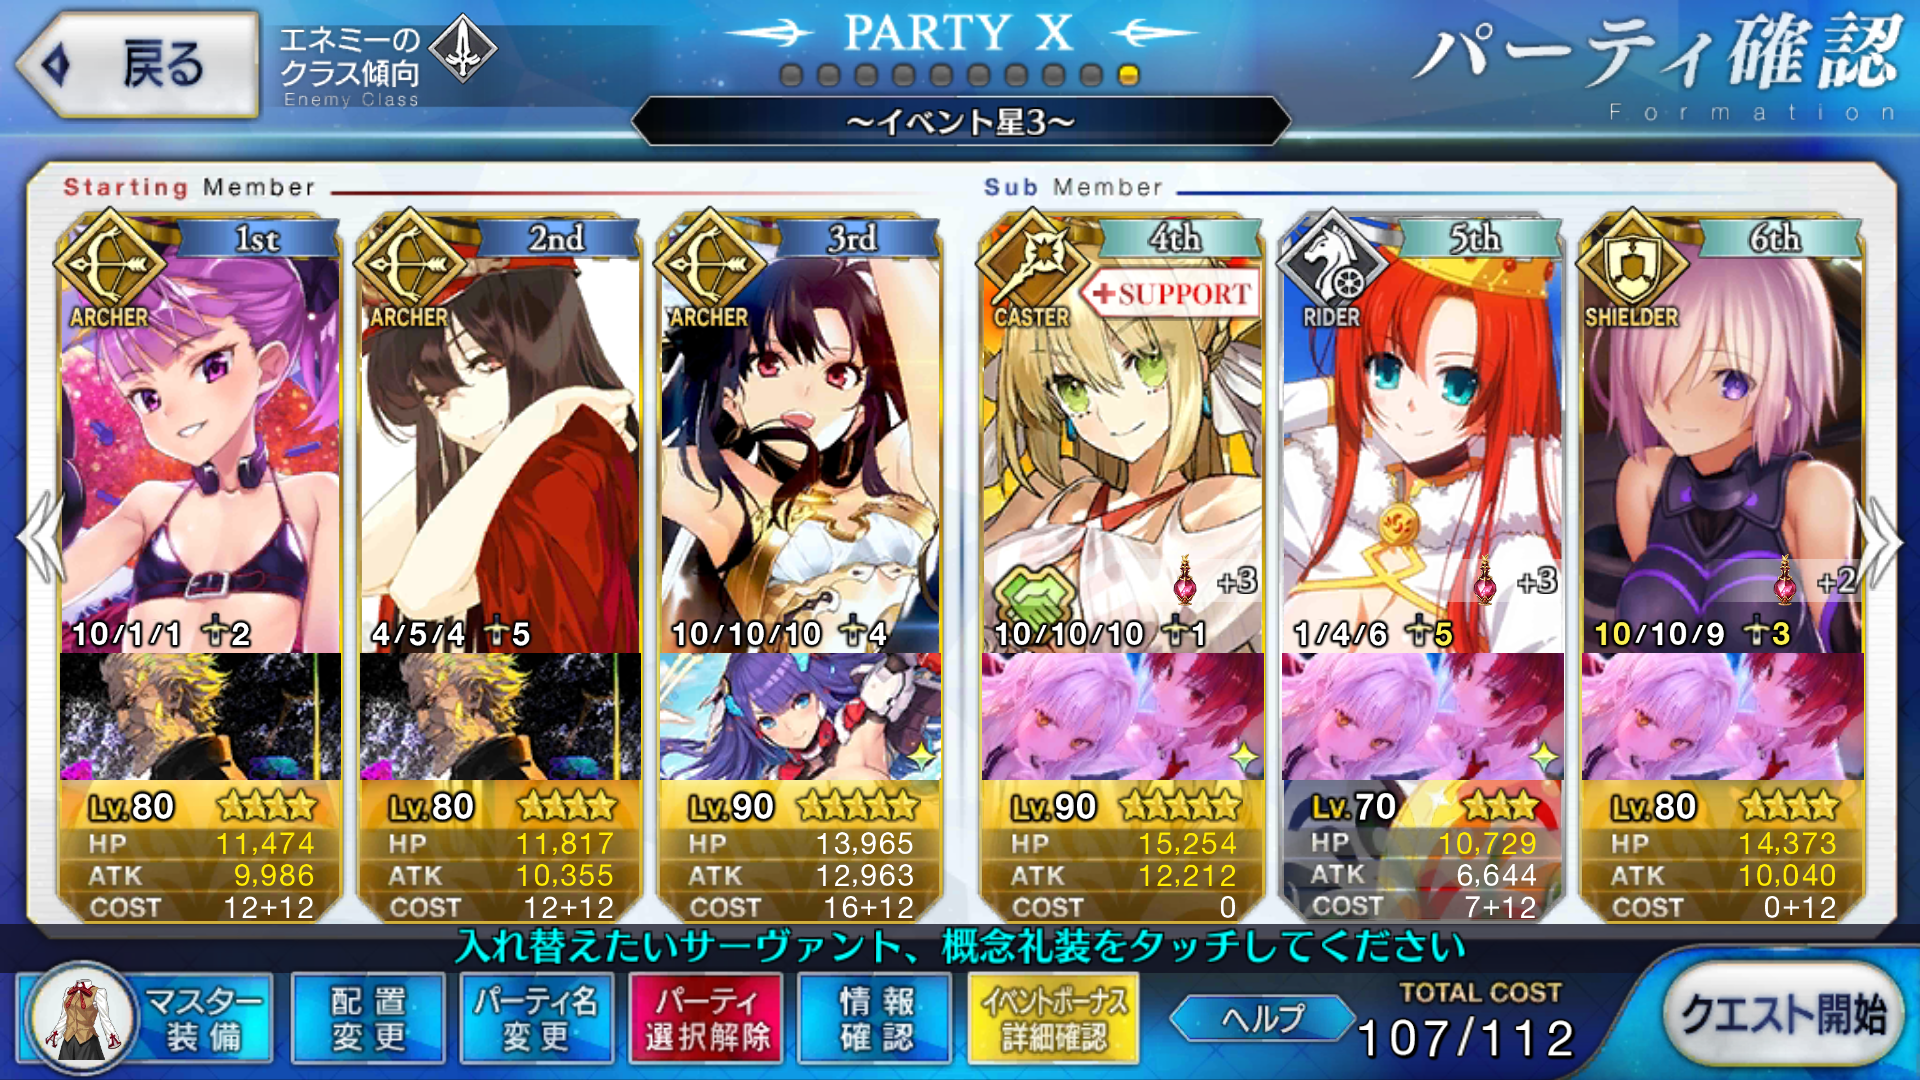 戻る
エネミーの
クラス傾向
Enemy Class
PARTY X
～イベント星3～
パーティ確認
Formation
Starting Member
Sub Member
1st
ARCHER
10/1/1 2
Lv.80
HP 11,474
ATK 9,986
COST 12+12
2nd
ARCHER
4/5/4 5
Lv.80
HP 11,817
ATK 10,355
COST 12+12
3rd
ARCHER
10/10/10 4
Lv.90
HP 13,965
ATK 12,963
COST 16+12
4th
+SUPPORT
CASTER
+3
10/10/10 1
Lv.90
HP 15,254
ATK 12,212
COST 0
5th
RIDER
+3
1/4/6 5
Lv.70
HP 10,729
ATK 6,644
COST 7+12
6th
SHIELDER
+2
10/10/9 3
Lv.80
HP 14,373
ATK 10,040
COST 0+12
入れ替えたいサーヴァント、概念礼装をタッチしてください
マスター
装備
配置
変更
パーティ名
変更
パーティ
選択解除
情報
確認
イベントボーナス
詳細確認
ヘルプ
TOTAL COST
107/112
クエスト開始